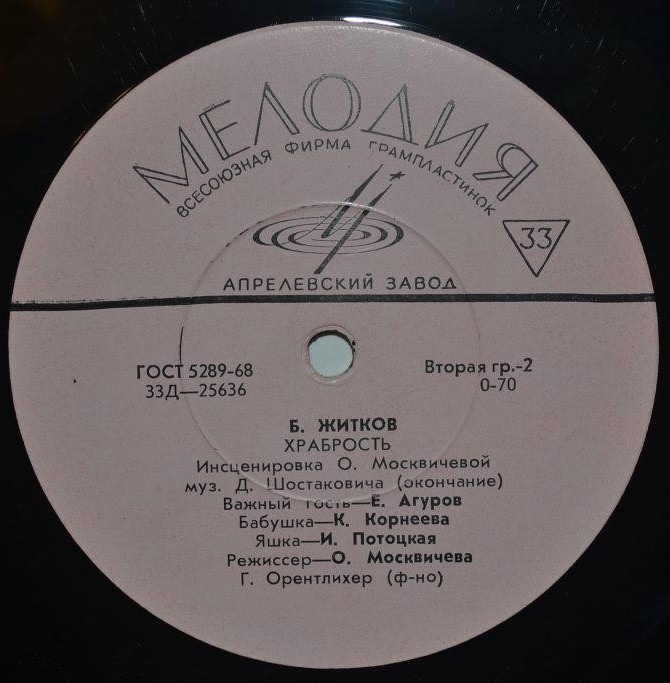 МЕЛОДИЯ
ВСЕСОЮЗНАЯ ФИРМА ГРАМПЛАСТИНОК
33
АПРЕЛЕВСКИЙ ЗАВОД
ГОСТ 5289-68
33Д—25636
Вторая гр.-2
0-70
Б. ЖИТКОВ
ХРАБРОСТЬ
Инсценировка О. Москвичевой
муз. Д. Шостаковича (окончание)
Важный гость—Е. Агуров
Бабушка—К. Корнеева
Яшка—И. Потоцкая
Режиссер—О. Москвичева
Г. Орентлихер (ф-но)